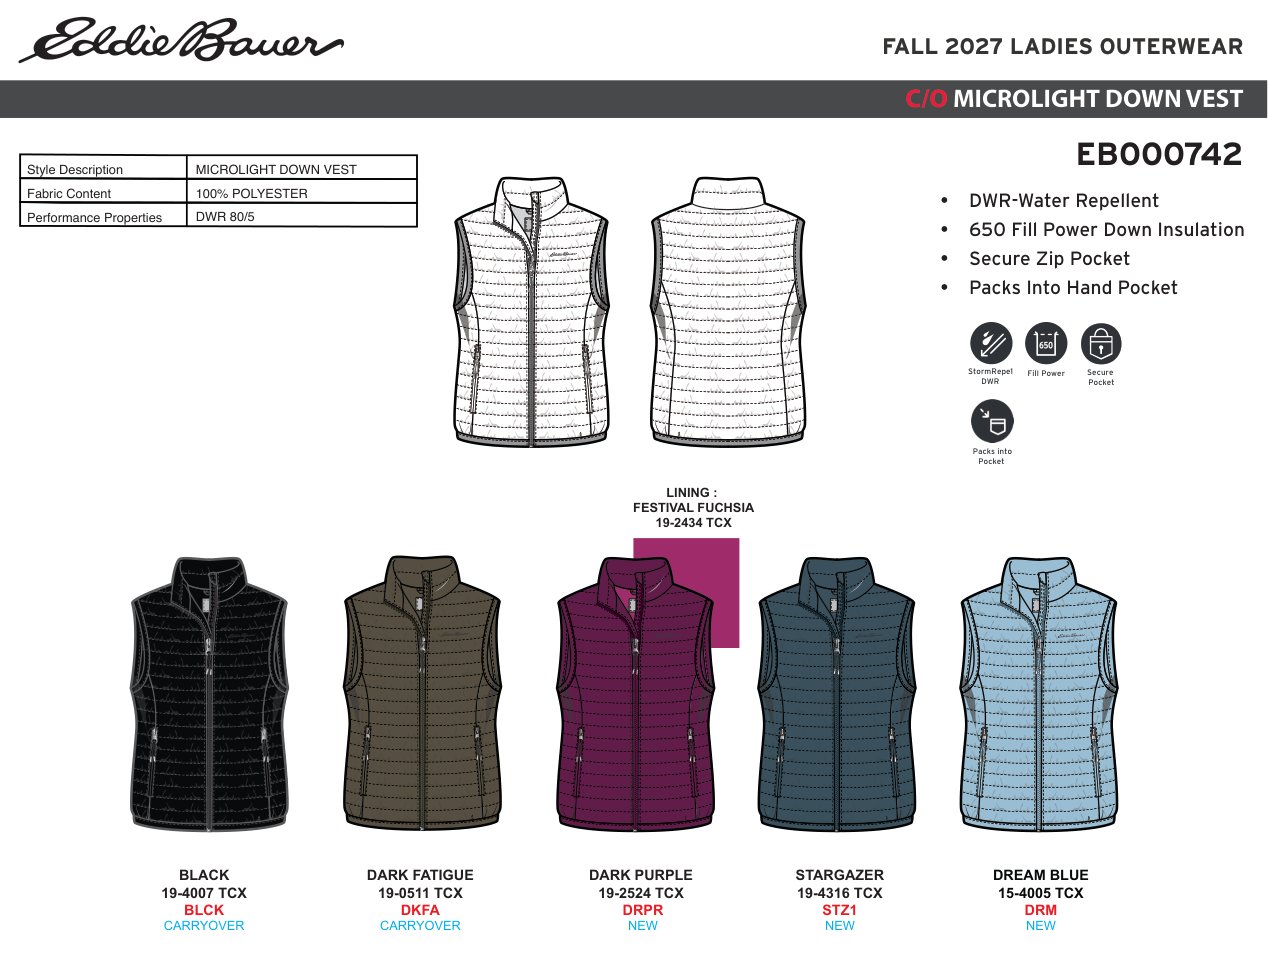 Eddie Bauer
FALL 2027 LADIES OUTERWEAR
C/O MICROLIGHT DOWN VEST
EB000742
Style Description MICROLIGHT DOWN VEST
Fabric Content 100% POLYESTER
Performance Properties DWR 80/5
• DWR-Water Repellent
• 650 Fill Power Down Insulation
• Secure Zip Pocket
• Packs Into Hand Pocket
Eddie Bauer
650
StormRepel
DWR
Fill Power
Secure
Pocket
Packs into
Pocket
LINING :
FESTIVAL FUCHSIA
19-2434 TCX
Eddie Bauer
BLACK
19-4007 TCX
BLCK
CARRYOVER
DARK FATIGUE
19-0511 TCX
DKFA
CARRYOVER
DARK PURPLE
19-2524 TCX
DRPR
NEW
STARGAZER
19-4316 TCX
STZ1
NEW
DREAM BLUE
15-4005 TCX
DRM
NEW